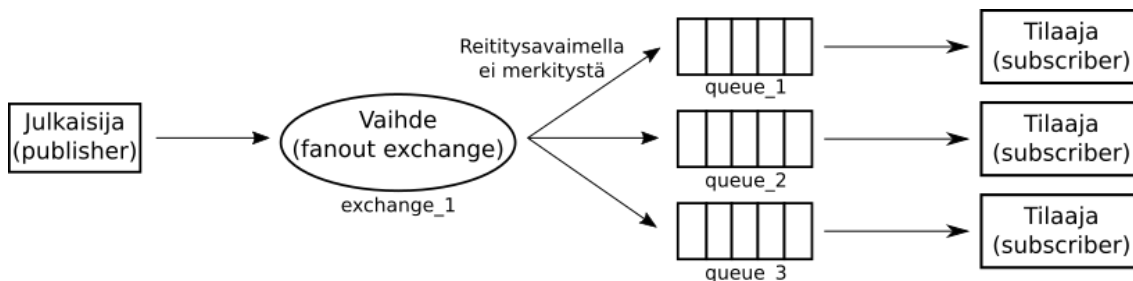 Julkaisija
(publisher)
Vaihde
(fanout exchange)
exchange_1
Reititysavaimella
ei merkitystä
queue_1
queue_2
queue_3
Tilaaja
(subscriber)
Tilaaja
(subscriber)
Tilaaja
(subscriber)